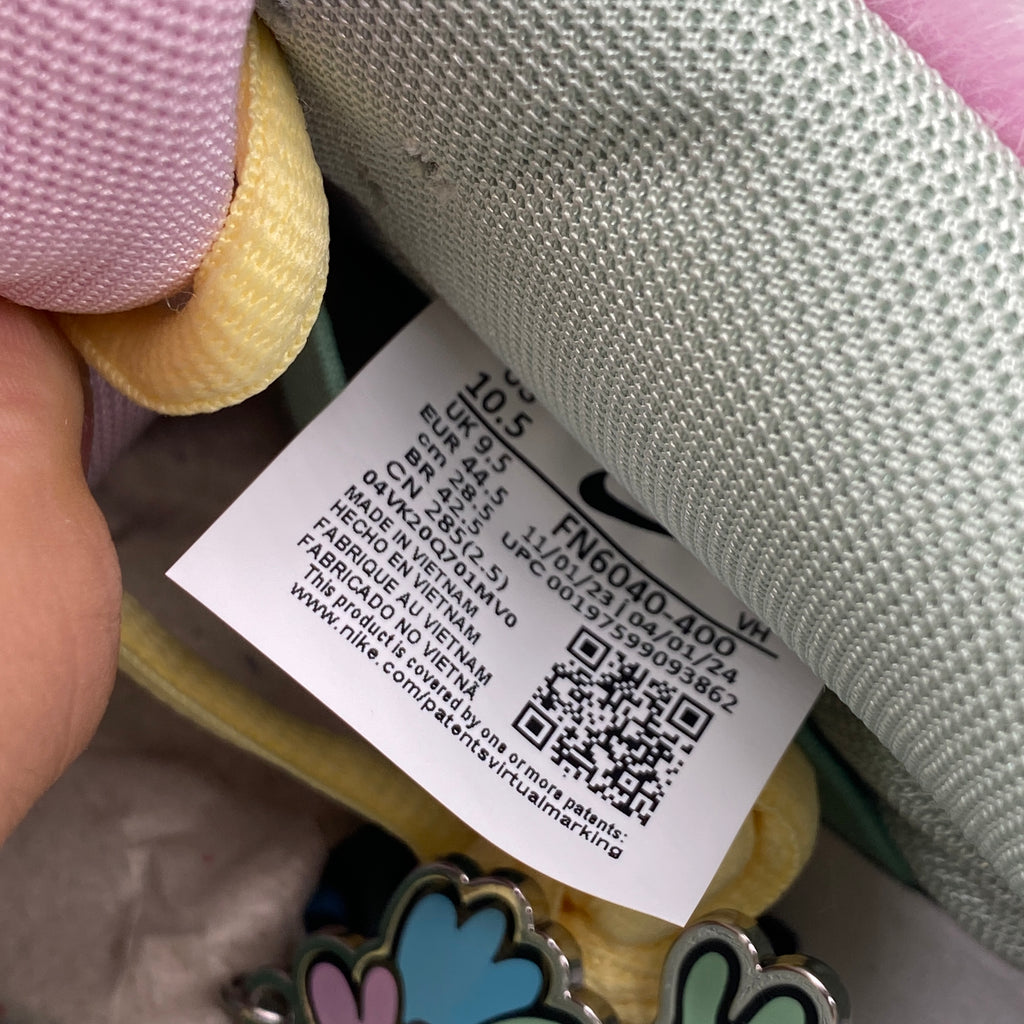 10.5
UK 9.5
EUR 44.5
cm 28.5
BR 42.5
CN 285(2.5)
04VK20Q701MVo
MADE IN VIETNAM
HECHO EN VIETNAM
FABRIQUE AU VIETNAM
FABRICADO NO VIETNÃ
This product is covered by one or more patents:
www.nike.com/patentsvirtualmarking
VH
FN6040-400
11/01/23 | 04/01/24
UPC 00197599093862